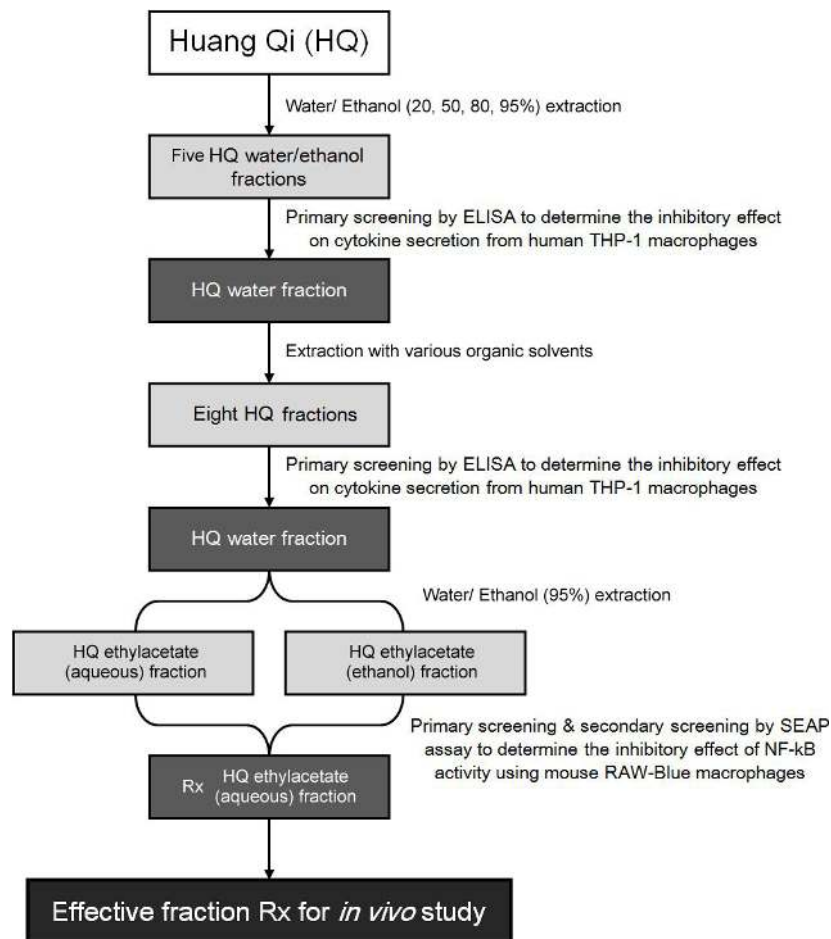 Huang Qi (HQ)
Water/ Ethanol (20, 50, 80, 95%) extraction
Five HQ water/ethanol
fractions
Primary screening by ELISA to determine the inhibitory effect
on cytokine secretion from human THP-1 macrophages
HQ water fraction
Extraction with various organic solvents
Eight HQ fractions
Primary screening by ELISA to determine the inhibitory effect
on cytokine secretion from human THP-1 macrophages
HQ water fraction
Water/ Ethanol (95%) extraction
HQ ethylacetate
(aqueous) fraction
HQ ethylacetate
(ethanol) fraction
Primary screening & secondary screening by SEAP
assay to determine the inhibitory effect of NF-kB
activity using mouse RAW-Blue macrophages
Rx HQ ethylacetate
(aqueous) fraction
Effective fraction Rx for in vivo study